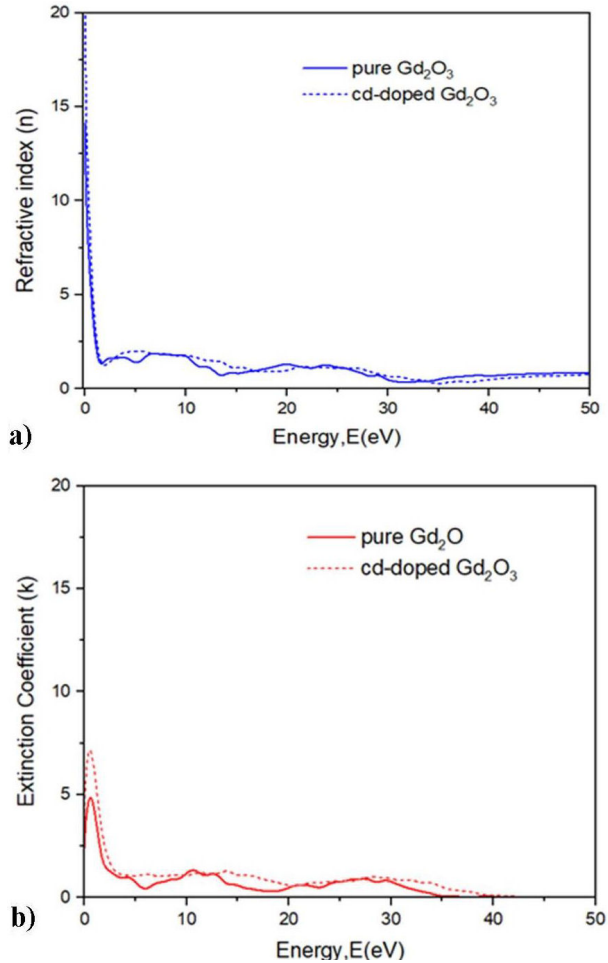 20
15
10
5
0
Refractive index (n)
pure Gd₂O₃
cd-doped Gd₂O₃
0 10 20 30 40 50
Energy,E(eV)
a)
20
15
10
5
0
Extinction Coefficient (k)
pure Gd₂O
cd-doped Gd₂O₃
0 10 20 30 40 50
Energy,E(eV)
b)